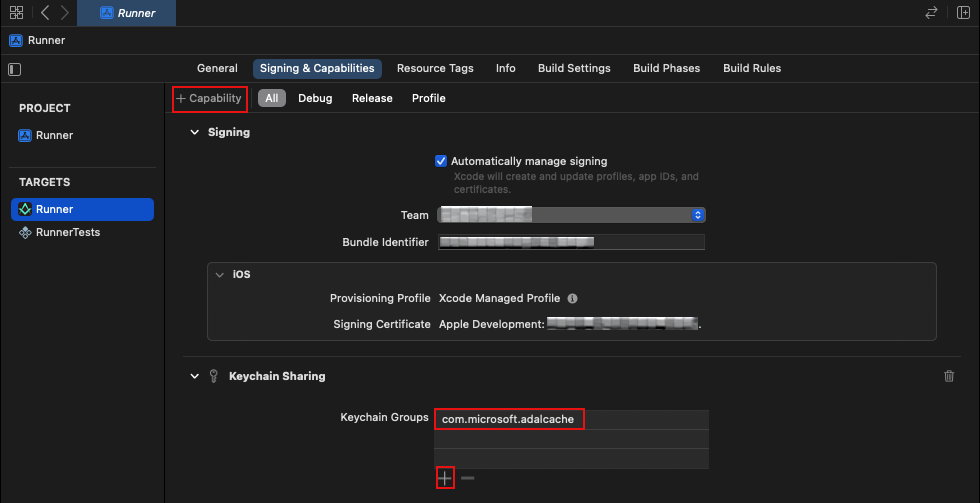 Runner
Runner
General Signing & Capabilities Resource Tags Info Build Settings Build Phases Build Rules
+ Capability All Debug Release Profile
PROJECT
Runner
TARGETS
Runner
RunnerTests
Signing
Automatically manage signing
Xcode will create and update profiles, app IDs, and
certificates.
Team
Bundle Identifier
iOS
Provisioning Profile Xcode Managed Profile
Signing Certificate Apple Development: .
Keychain Sharing
Keychain Groups com.microsoft.adalcache